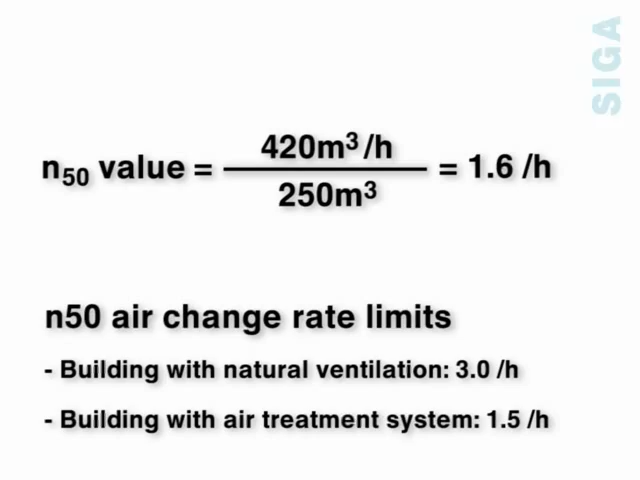 SIGA
n50 value = 420m³/h / 250m³ = 1.6 /h
n50 air change rate limits
- Building with natural ventilation: 3.0 /h
- Building with air treatment system: 1.5 /h